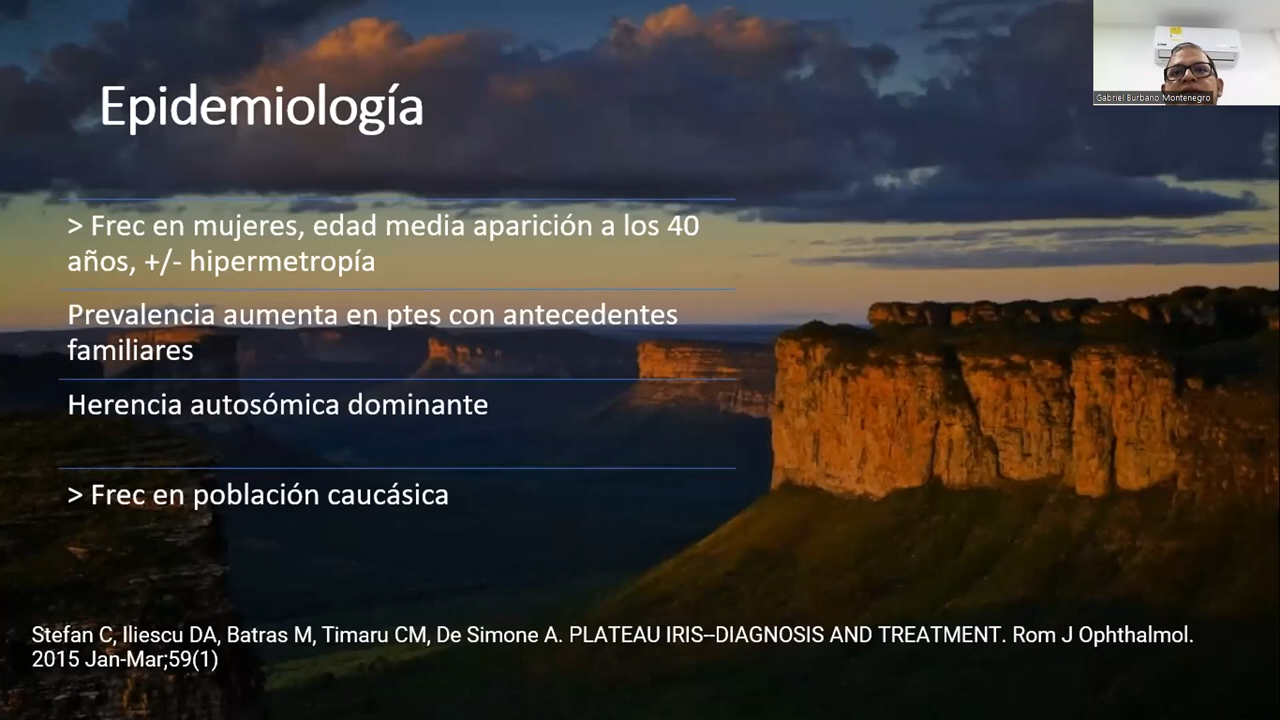 Epidemiología
> Frec en mujeres, edad media aparición a los 40
años, +/- hipermetropía
Prevalencia aumenta en ptes con antecedentes
familiares
Herencia autosómica dominante
> Frec en población caucásica
Stefan C, Iliescu DA, Batras M, Timaru CM, De Simone A. PLATEAU IRIS--DIAGNOSIS AND TREATMENT. Rom J Ophthalmol.
2015 Jan-Mar;59(1)
Gabriel Burbano Montenegro